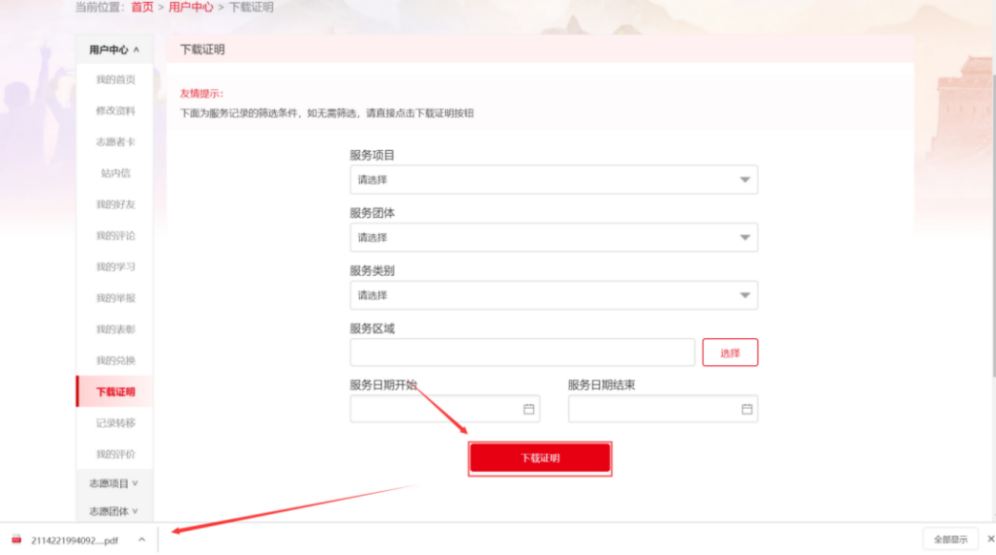 当前位置：首页 > 用户中心 > 下载证明
用户中心 ∧
我的首页
修改资料
志愿者卡
站内信
我的好友
我的评论
我的学习
我的举报
我的表彰
我的兑换
下载证明
记录转移
我的评价
志愿项目 ∨
志愿团体 ∨
下载证明
友情提示：
下面为服务记录的筛选条件，如无需筛选，请直接点击下载证明按钮
服务项目
请选择
服务团体
请选择
服务类别
请选择
服务区域
选择
服务日期开始 服务日期结束
下载证明
2114221994092....pdf
全部显示